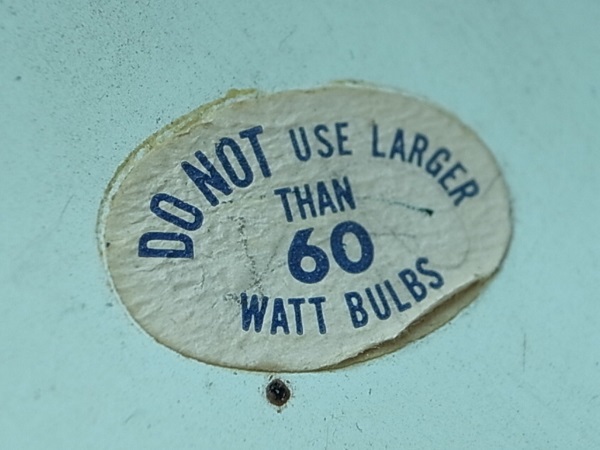 DO NOT USE LARGER
THAN
60
WATT BULBS